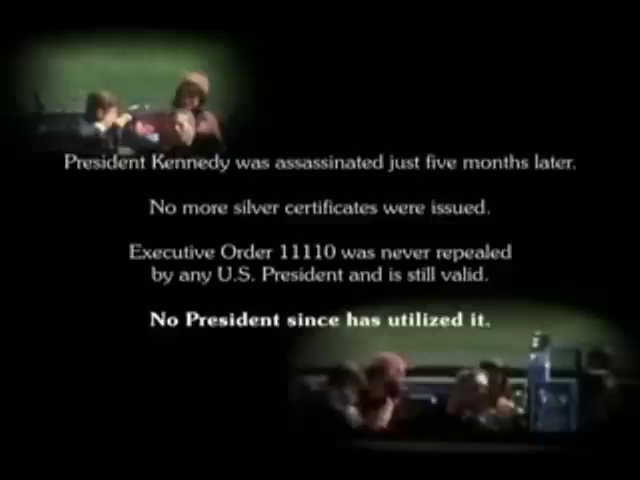 President Kennedy was assassinated just five months later.
No more silver certificates were issued.
Executive Order 11110 was never repealed
by any U.S. President and is still valid.
No President since has utilized it.